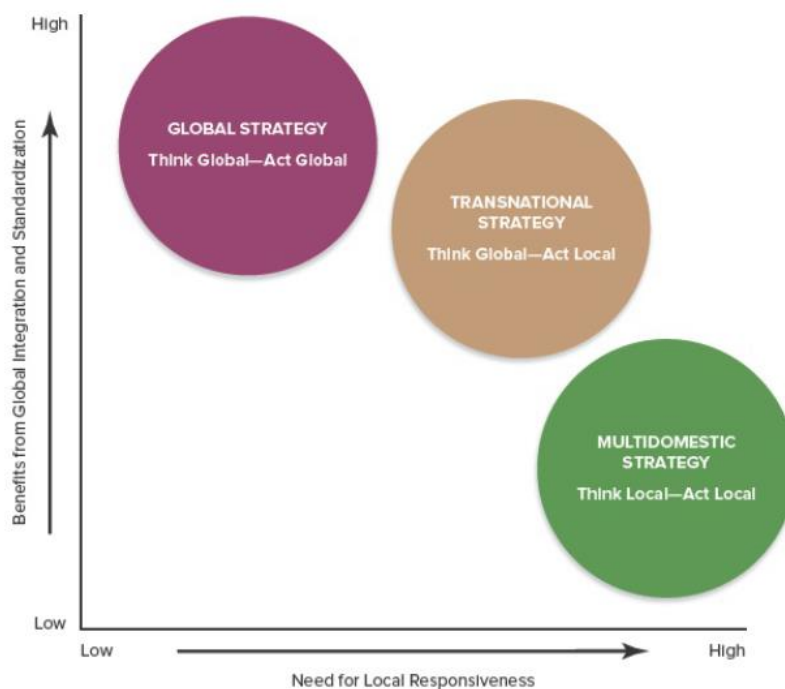 High
GLOBAL STRATEGY
Think Global—Act Global
TRANSNATIONAL
STRATEGY
Think Global—Act Local
MULTIDOMESTIC
STRATEGY
Think Local—Act Local
Benefits from Global Integration and Standardization
Low
Low
High
Need for Local Responsiveness